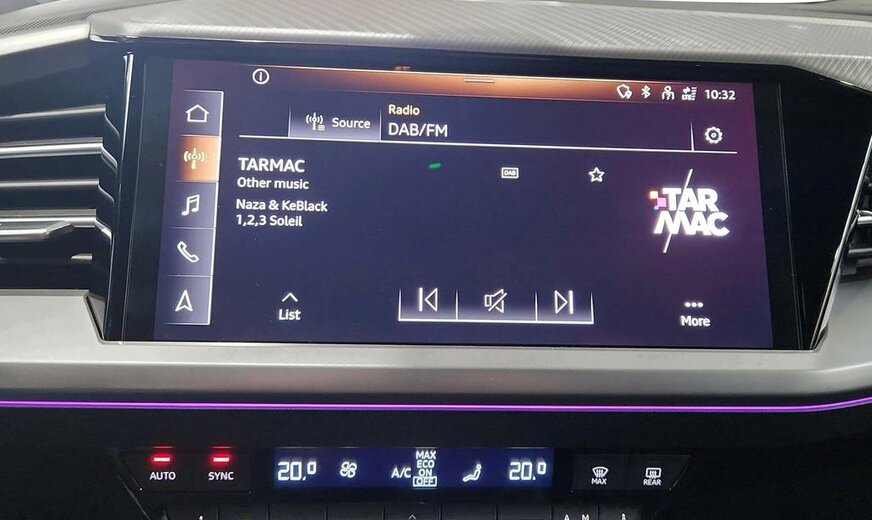 10:32
Source
Radio
DAB/FM
TARMAC
Other music
DAB
Naza & KeBlack
1,2,3 Soleil
TAR
MAC
List
More
AUTO
SYNC
20.0
A/C
MAX
ECO
ON
OFF
20.0
MAX
REAR
A M